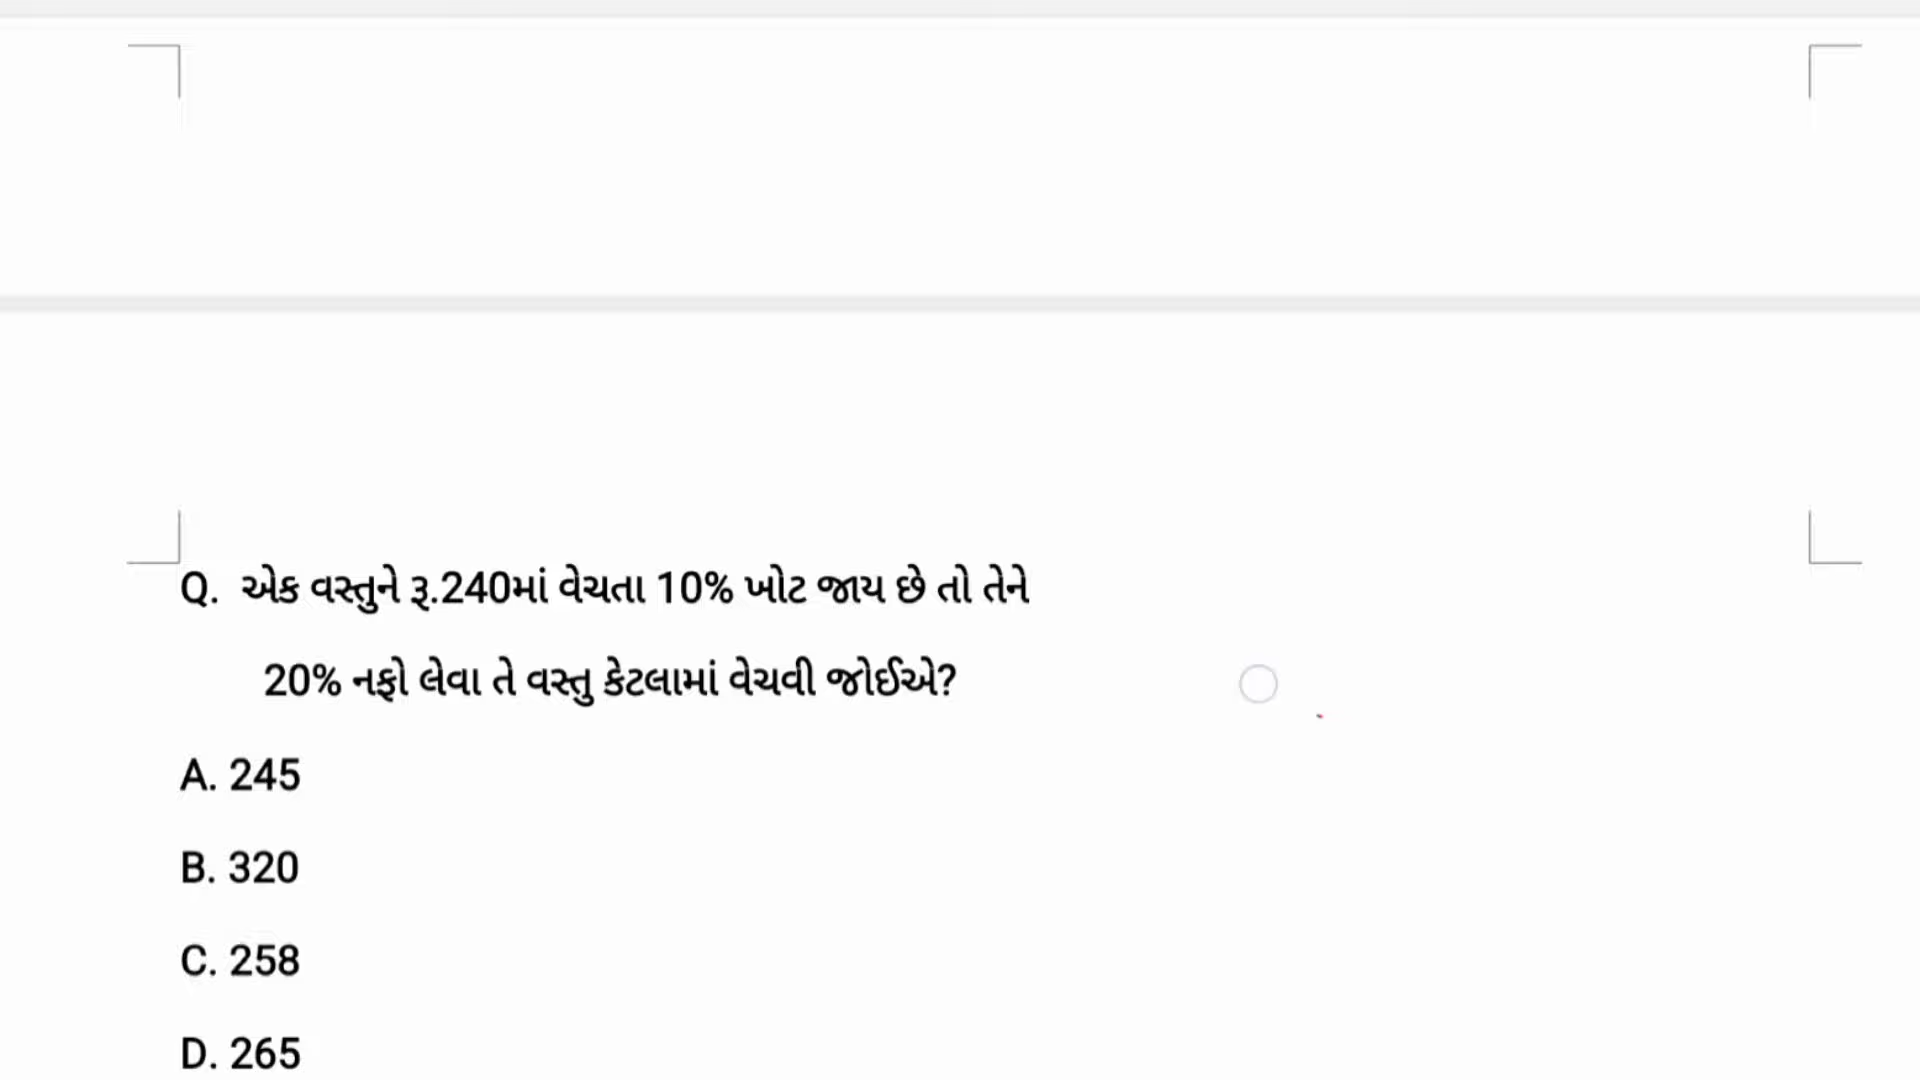 Q. એક વસ્તુને રૂ.240માં વેચતા 10% ખોટ જાય છે તો તેને
20% નફો લેવા તે વસ્તુ કેટલામાં વેચવી જોઈએ?
A. 245
B. 320
C. 258
D. 265